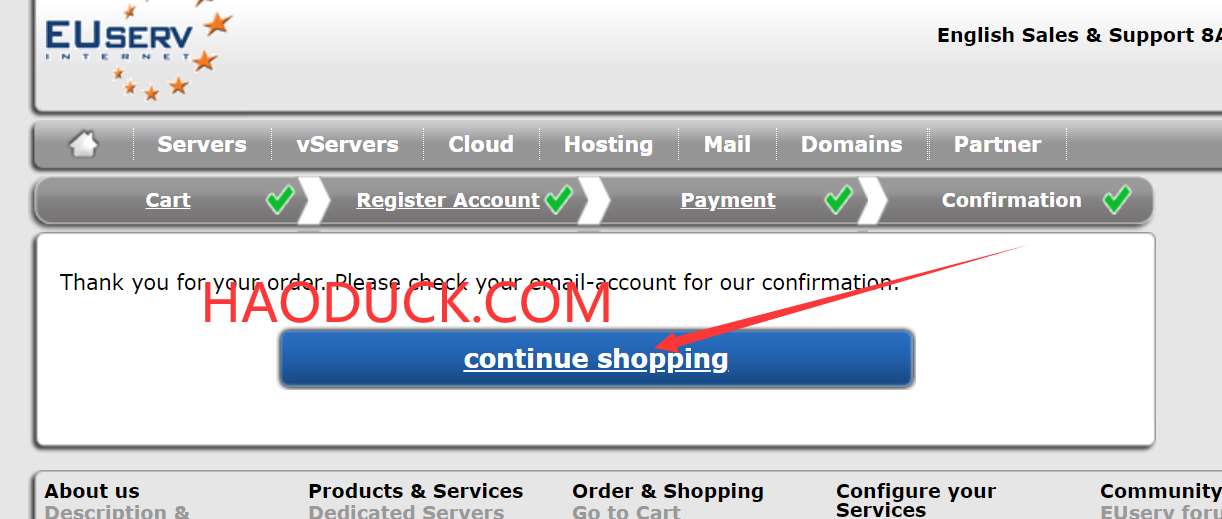 EUSERV
INTERNET
English Sales & Support 8A
Servers vServers Cloud Hosting Mail Domains Partner
Cart Register Account Payment Confirmation
Thank you for your order. Please check your email-account for our confirmation.
HAODUCK.COM
continue shopping
About us Products & Services Order & Shopping Configure your Services Community
Description & Dedicated Servers Go to Cart EUserv foru